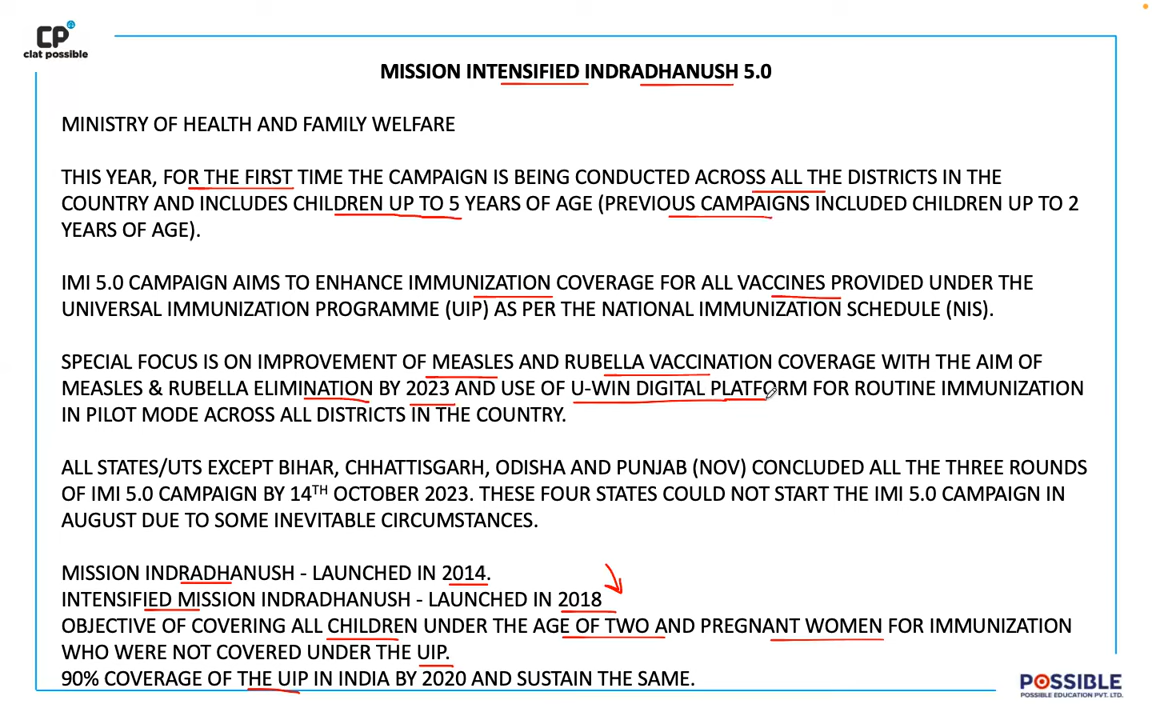 CP
clat possible
MISSION INTENSIFIED INDRADHANUSH 5.0
MINISTRY OF HEALTH AND FAMILY WELFARE
THIS YEAR, FOR THE FIRST TIME THE CAMPAIGN IS BEING CONDUCTED ACROSS ALL THE DISTRICTS IN THE
COUNTRY AND INCLUDES CHILDREN UP TO 5 YEARS OF AGE (PREVIOUS CAMPAIGNS INCLUDED CHILDREN UP TO 2
YEARS OF AGE).
IMI 5.0 CAMPAIGN AIMS TO ENHANCE IMMUNIZATION COVERAGE FOR ALL VACCINES PROVIDED UNDER THE
UNIVERSAL IMMUNIZATION PROGRAMME (UIP) AS PER THE NATIONAL IMMUNIZATION SCHEDULE (NIS).
SPECIAL FOCUS IS ON IMPROVEMENT OF MEASLES AND RUBELLA VACCINATION COVERAGE WITH THE AIM OF
MEASLES & RUBELLA ELIMINATION BY 2023 AND USE OF U-WIN DIGITAL PLATFORM FOR ROUTINE IMMUNIZATION
IN PILOT MODE ACROSS ALL DISTRICTS IN THE COUNTRY.
ALL STATES/UTS EXCEPT BIHAR, CHHATTISGARH, ODISHA AND PUNJAB (NOV) CONCLUDED ALL THE THREE ROUNDS
OF IMI 5.0 CAMPAIGN BY 14TH OCTOBER 2023. THESE FOUR STATES COULD NOT START THE IMI 5.0 CAMPAIGN IN
AUGUST DUE TO SOME INEVITABLE CIRCUMSTANCES.
MISSION INDRADHANUSH - LAUNCHED IN 2014.
INTENSIFIED MISSION INDRADHANUSH - LAUNCHED IN 2018
OBJECTIVE OF COVERING ALL CHILDREN UNDER THE AGE OF TWO AND PREGNANT WOMEN FOR IMMUNIZATION
WHO WERE NOT COVERED UNDER THE UIP.
90% COVERAGE OF THE UIP IN INDIA BY 2020 AND SUSTAIN THE SAME.
POSSIBLE
POSSIBLE EDUCATION PVT. LTD.